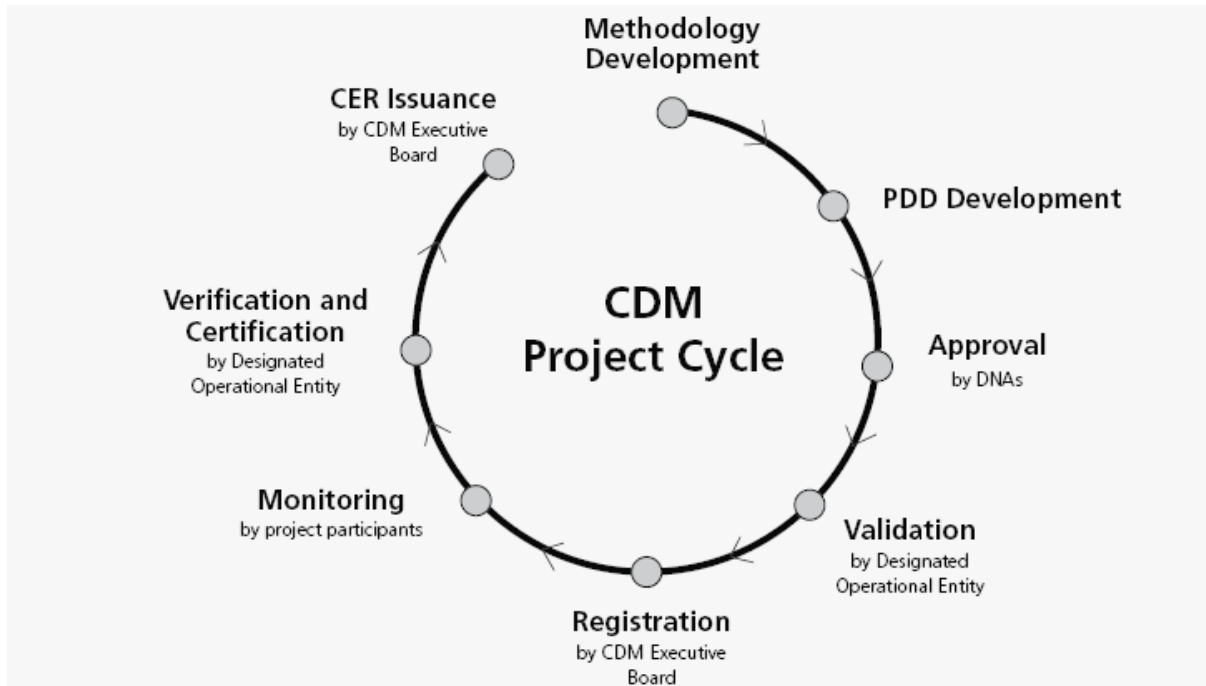 Methodology
Development
PDD Development
Approval
by DNAs
Validation
by Designated
Operational Entity
Registration
by CDM Executive
Board
Monitoring
by project participants
Verification and
Certification
by Designated
Operational Entity
CER Issuance
by CDM Executive
Board
CDM
Project Cycle